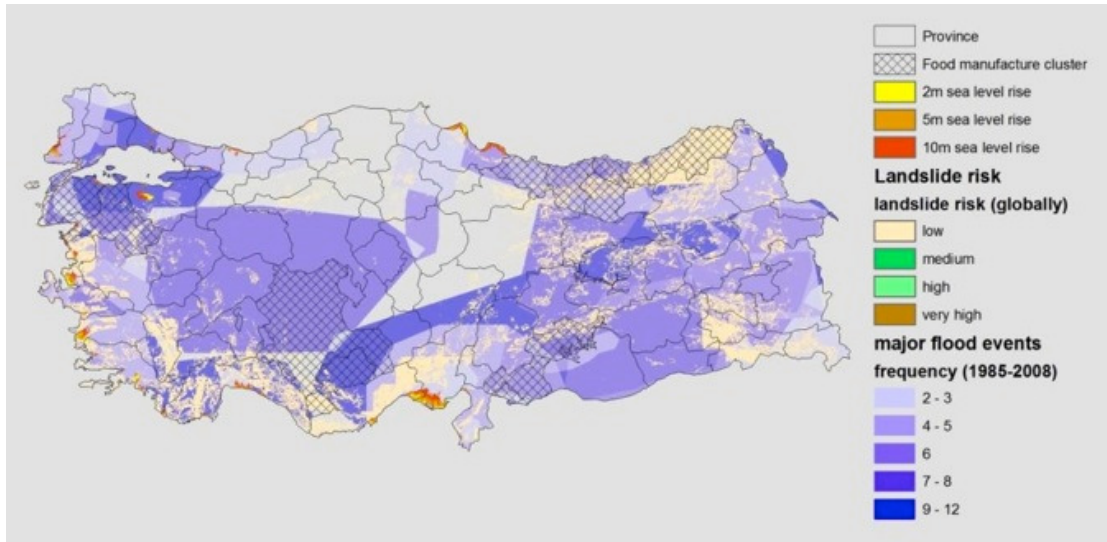 Province
Food manufacture cluster
2m sea level rise
5m sea level rise
10m sea level rise
Landslide risk
landslide risk (globally)
low
medium
high
very high
major flood events
frequency (1985-2008)
2 - 3
4 - 5
6
7 - 8
9 - 12